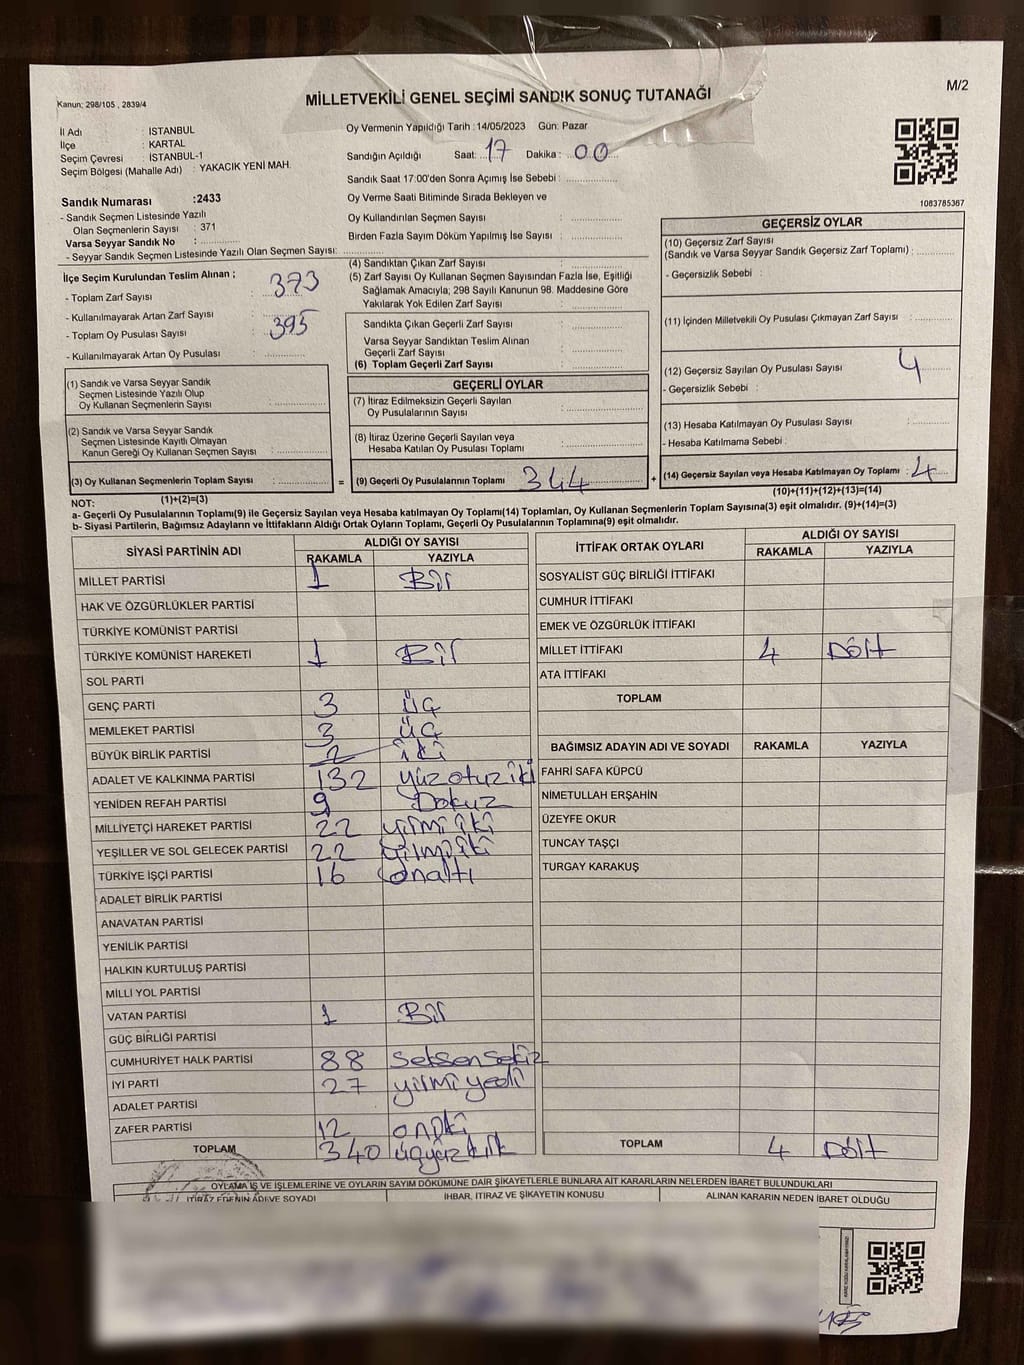 Kanun: 298/105 , 2839/4
MİLLETVEKİLİ GENEL SEÇİMİ SANDIK SONUÇ TUTANAĞI
M/2
İl Adı : İSTANBUL
İlçe : KARTAL
Seçim Çevresi : İSTANBUL-1
Seçim Bölgesi (Mahalle Adı) : YAKACIK YENİ MAH.
Oy Vermenin Yapıldığı Tarih :14/05/2023 Gün: Pazar
Sandığın Açıldığı Saat: 17 Dakika : 00
Sandık Saat 17:00'den Sonra Açımış İse Sebebi :
Oy Verme Saati Bitiminde Sırada Bekleyen ve
Oy Kullandırılan Seçmen Sayısı :
Birden Fazla Sayım Döküm Yapılmış İse Sayısı :
1083785367
Sandık Numarası :2433
- Sandık Seçmen Listesinde Yazılı
Olan Seçmenlerin Sayısı : 371
Varsa Seyyar Sandık No :
- Seyyar Sandık Seçmen Listesinde Yazılı Olan Seçmen Sayısı:
İlçe Seçim Kurulundan Teslim Alınan ;
- Toplam Zarf Sayısı : 373
- Kullanılmayarak Artan Zarf Sayısı :
- Toplam Oy Pusulası Sayısı : 395
- Kullanılmayarak Artan Oy Pusulası :
(1) Sandık ve Varsa Seyyar Sandık
Seçmen Listesinde Yazılı Olup
Oy Kullanan Seçmenlerin Sayısı :
(2) Sandık ve Varsa Seyyar Sandık
Seçmen Listesinde Kayıtlı Olmayan
Kanun Gereği Oy Kullanan Seçmen Sayısı :
(3) Oy Kullanan Seçmenlerin Toplam Sayısı :
(1)+(2)=(3)
(4) Sandıktan Çıkan Zarf Sayısı :
(5) Zarf Sayısı Oy Kullanan Seçmen Sayısından Fazla İse, Eşitliği
Sağlamak Amacıyla; 298 Sayılı Kanunun 98. Maddesine Göre
Yakılarak Yok Edilen Zarf Sayısı :
Sandıkta Çıkan Geçerli Zarf Sayısı :
Varsa Seyyar Sandıktan Teslim Alınan
Geçerli Zarf Sayısı :
(6) Toplam Geçerli Zarf Sayısı :
GEÇERLİ OYLAR
(7) İtiraz Edilmeksizin Geçerli Sayılan
Oy Pusulalarının Sayısı :
(8) İtiraz Üzerine Geçerli Sayılan veya
Hesaba Katılan Oy Pusulası Toplamı :
= (9) Geçerli Oy Pusulalarının Toplamı : 344 +
GEÇERSİZ OYLAR
(10) Geçersiz Zarf Sayısı
(Sandık ve Varsa Seyyar Sandık Geçersiz Zarf Toplamı) :
- Geçersizlik Sebebi :
(11) İçinden Milletvekili Oy Pusulası Çıkmayan Zarf Sayısı :
(12) Geçersiz Sayılan Oy Pusulası Sayısı : 4
- Geçersizlik Sebebi :
(13) Hesaba Katılmayan Oy Pusulası Sayısı :
- Hesaba Katılmama Sebebi :
(14) Geçersiz Sayılan veya Hesaba Katılmayan Oy Toplamı : 4
(10)+(11)+(12)+(13)=(14)
NOT:
a- Geçerli Oy Pusulalarının Toplamı(9) ile Geçersiz Sayılan veya Hesaba katılmayan Oy Toplamı(14) Toplamları, Oy Kullanan Seçmenlerin Toplam Sayısına(3) eşit olmalıdır. (9)+(14)=(3)
b- Siyasi Partilerin, Bağımsız Adayların ve İttifakların Aldığı Ortak Oyların Toplamı, Geçerli Oy Pusulalarının Toplamına(9) eşit olmalıdır.
SİYASİ PARTİNİN ADI ALDIĞI OY SAYISI
RAKAMLA YAZIYLA
MİLLET PARTİSİ 1 Bir
HAK VE ÖZGÜRLÜKLER PARTİSİ
TÜRKİYE KOMÜNİST PARTİSİ
TÜRKİYE KOMÜNİST HAREKETİ 1 Bir
SOL PARTİ
GENÇ PARTİ 3 üç
MEMLEKET PARTİSİ 3 üç
BÜYÜK BİRLİK PARTİSİ 2 iki
ADALET VE KALKINMA PARTİSİ 132 yüzotuziki
YENİDEN REFAH PARTİSİ 9 Dokuz
MİLLİYETÇİ HAREKET PARTİSİ 22 yirmiiki
YEŞİLLER VE SOL GELECEK PARTİSİ 22 yirmiiki
TÜRKİYE İŞÇİ PARTİSİ 16 onaltı
ADALET BİRLİK PARTİSİ
ANAVATAN PARTİSİ
YENİLİK PARTİSİ
HALKIN KURTULUŞ PARTİSİ
MİLLİ YOL PARTİSİ
VATAN PARTİSİ 1 Bir
GÜÇ BİRLİĞİ PARTİSİ
CUMHURİYET HALK PARTİSİ 88 seksensekiz
İYİ PARTİ 27 yirmiyedi
ADALET PARTİSİ
ZAFER PARTİSİ 12 oniki
TOPLAM 340 üçyüzkırk
İTTİFAK ORTAK OYLARI ALDIĞI OY SAYISI
RAKAMLA YAZIYLA
SOSYALİST GÜÇ BİRLİĞİ İTTİFAKI
CUMHUR İTTİFAKI
EMEK VE ÖZGÜRLÜK İTTİFAKI
MİLLET İTTİFAKI 4 Dört
ATA İTTİFAKI
TOPLAM
BAĞIMSIZ ADAYIN ADI VE SOYADI RAKAMLA YAZIYLA
FAHRİ SAFA KÜPCÜ
NİMETULLAH ERŞAHİN
ÜZEYFE OKUR
TUNCAY TAŞÇI
TURGAY KARAKUŞ
TOPLAM 4 Dört
OYLAMA İŞ VE İŞLEMLERİNE VE OYLARIN SAYIM DÖKÜMÜNE DAİR ŞİKAYETLERLE BUNLARA AİT KARARLARIN NELERDEN İBARET BULUNDUKLARI
İTİRAZ EDENİN ADI VE SOYADI İHBAR, İTİRAZ VE ŞİKAYETİN KONUSU ALINAN KARARIN NEDEN İBARET OLDUĞU